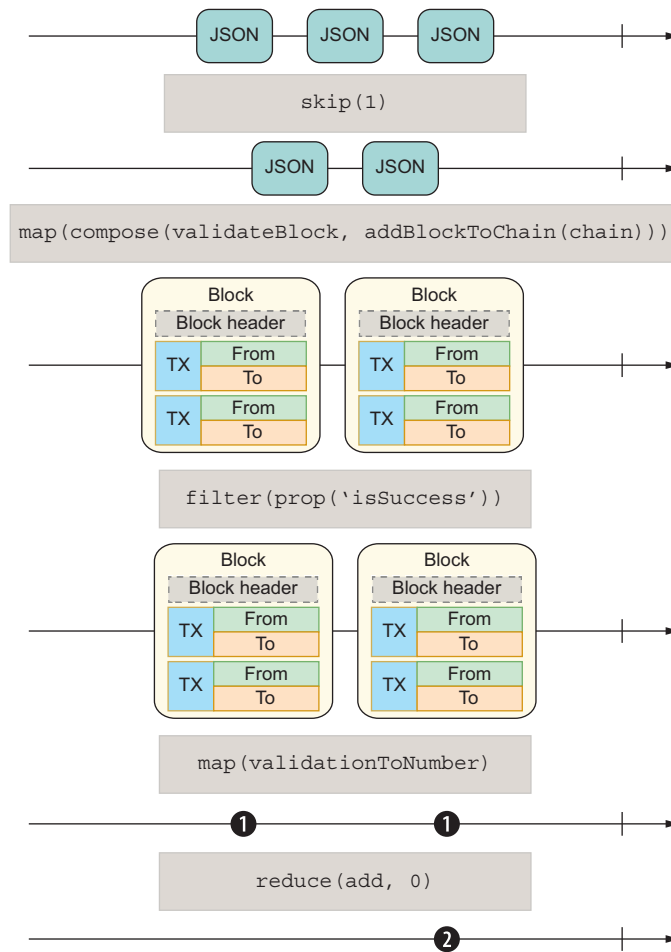 JSON JSON JSON
skip(1)
JSON JSON
map(compose(validateBlock, addBlockToChain(chain)))
Block Block
Block header Block header
TX From TX From
To To
TX From TX From
To To
filter(prop(‘isSuccess’))
Block Block
Block header Block header
TX From TX From
To To
TX From TX From
To To
map(validationToNumber)
1 1
reduce(add, 0)
2